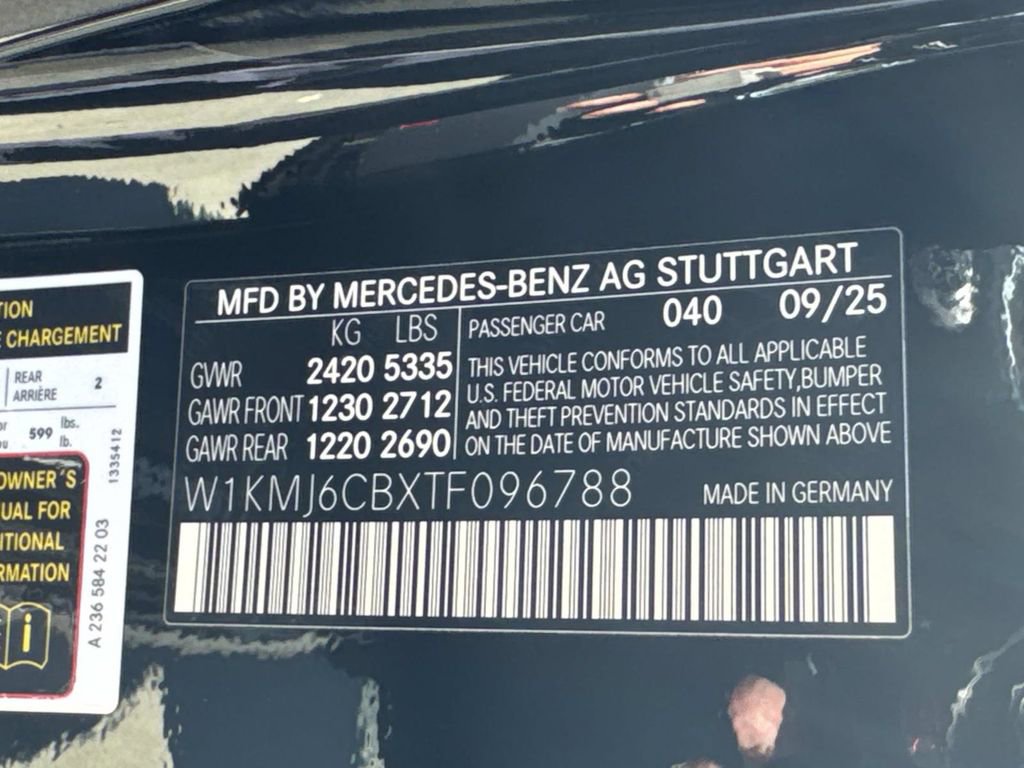 TION
E CHARGEMENT
REAR
ARRIÈRE
2
or
ou
599
lbs.
lb.
1335412
OWNER´S
UAL FOR
ITIONAL
RMATION
i
A 236 584 22 03
MFD BY MERCEDES-BENZ AG STUTTGART
KG LBS
GVWR 2420 5335
GAWR FRONT 1230 2712
GAWR REAR 1220 2690
PASSENGER CAR 040 09/25
THIS VEHICLE CONFORMS TO ALL APPLICABLE
U.S. FEDERAL MOTOR VEHICLE SAFETY,BUMPER
AND THEFT PREVENTION STANDARDS IN EFFECT
ON THE DATE OF MANUFACTURE SHOWN ABOVE
W1KMJ6CBXTF096788
MADE IN GERMANY